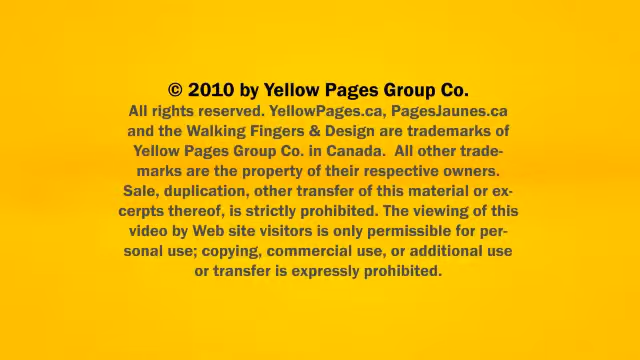 © 2010 by Yellow Pages Group Co.
All rights reserved. YellowPages.ca, PagesJaunes.ca
and the Walking Fingers & Design are trademarks of
Yellow Pages Group Co. in Canada.  All other trade-
marks are the property of their respective owners.
Sale, duplication, other transfer of this material or ex-
cerpts thereof, is strictly prohibited. The viewing of this
video by Web site visitors is only permissible for per-
sonal use; copying, commercial use, or additional use
or transfer is expressly prohibited.